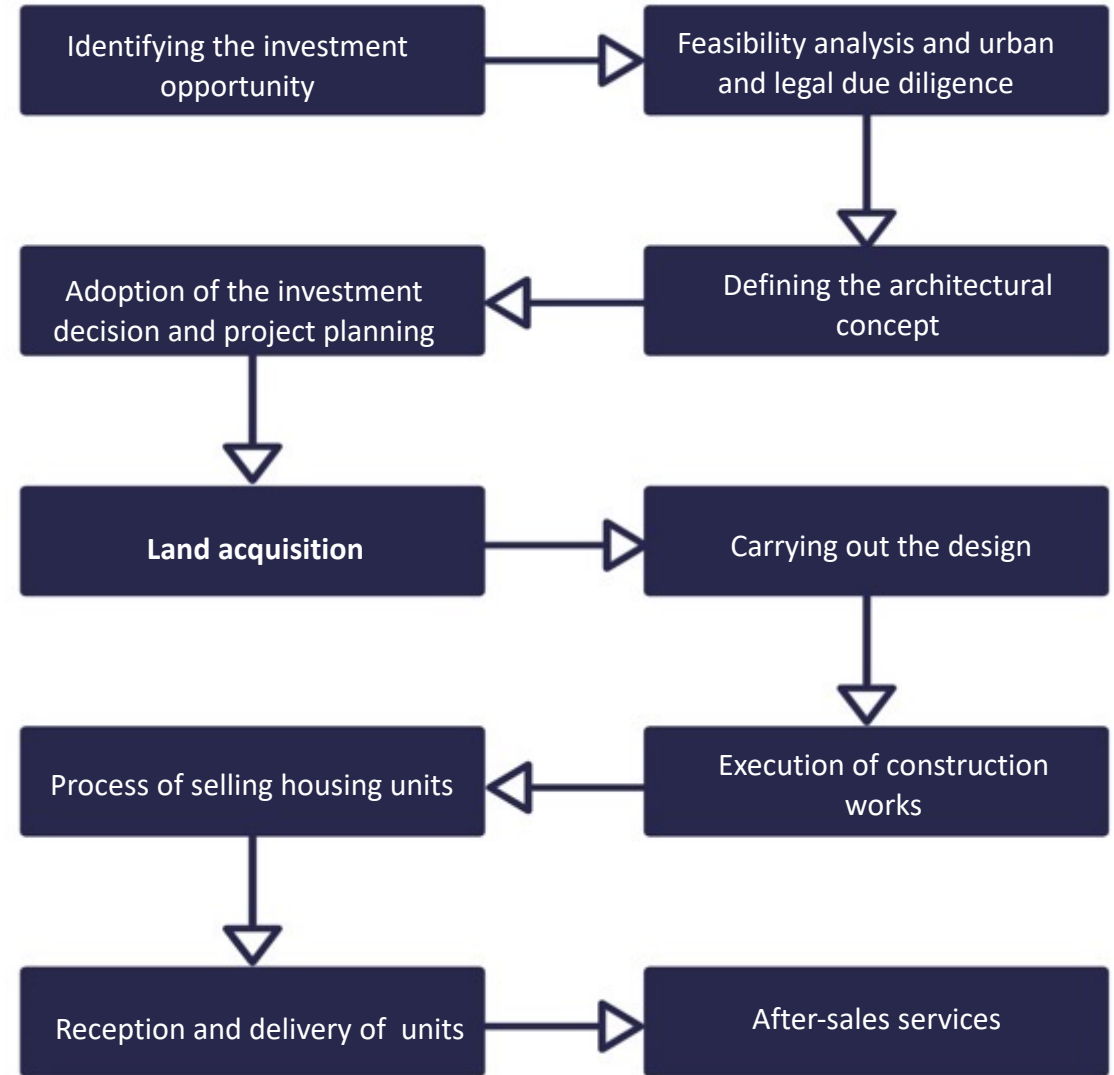 Identifying the investment
opportunity
Feasibility analysis and urban
and legal due diligence
Defining the architectural
concept
Adoption of the investment
decision and project planning
Land acquisition
Carrying out the design
Execution of construction
works
Process of selling housing units
Reception and delivery of units
After-sales services